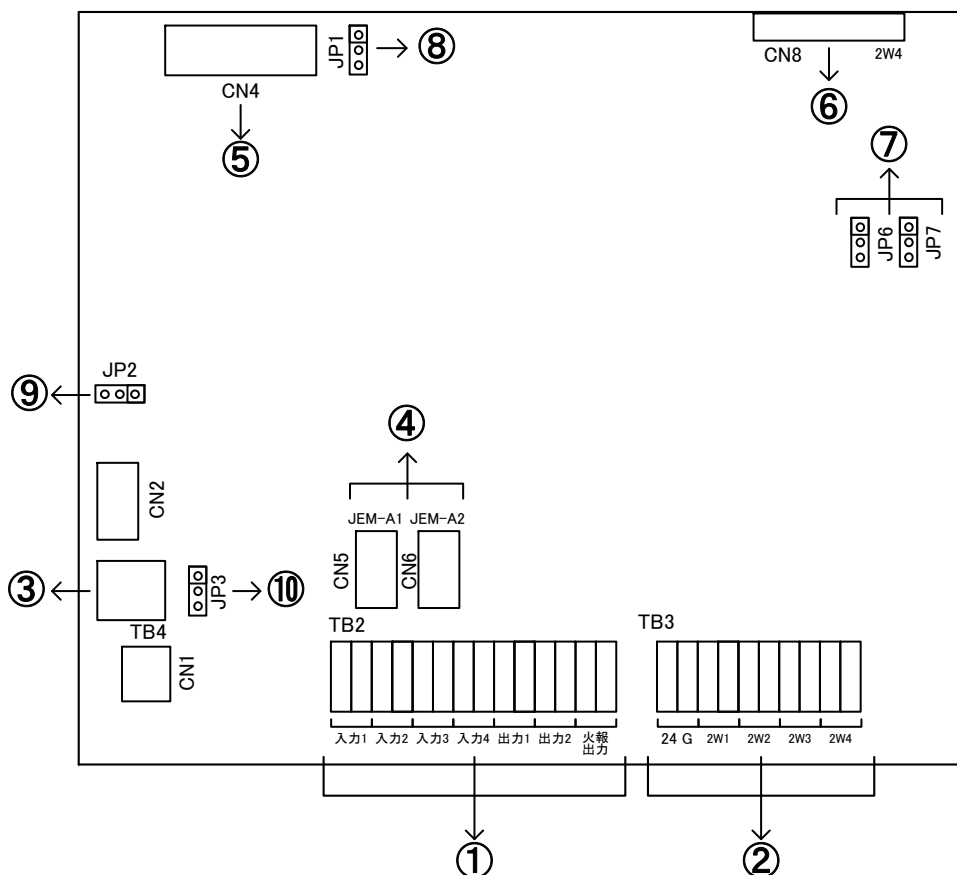 JP1
⑧
CN8
2W4
CN4
⑥
⑤
⑦
JP6
JP7
JP2
⑨
④
JEM-A1
JEM-A2
CN2
CN5
CN6
③
JP3
⑩
TB4
TB2
TB3
CN1
入力1
入力2
入力3
入力4
出力1
出力2
火報
出力
24 G
2W1
2W2
2W3
2W4
①
②